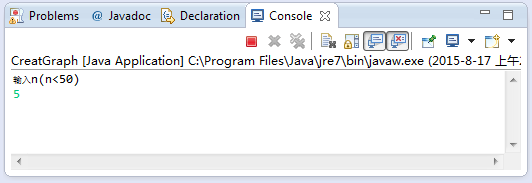 Problems @ Javadoc Declaration Console
CreatGraph [Java Application] C:\Program Files\Java\jre7\bin\javaw.exe (2015-8-17 上午
输入n(n<50)
5